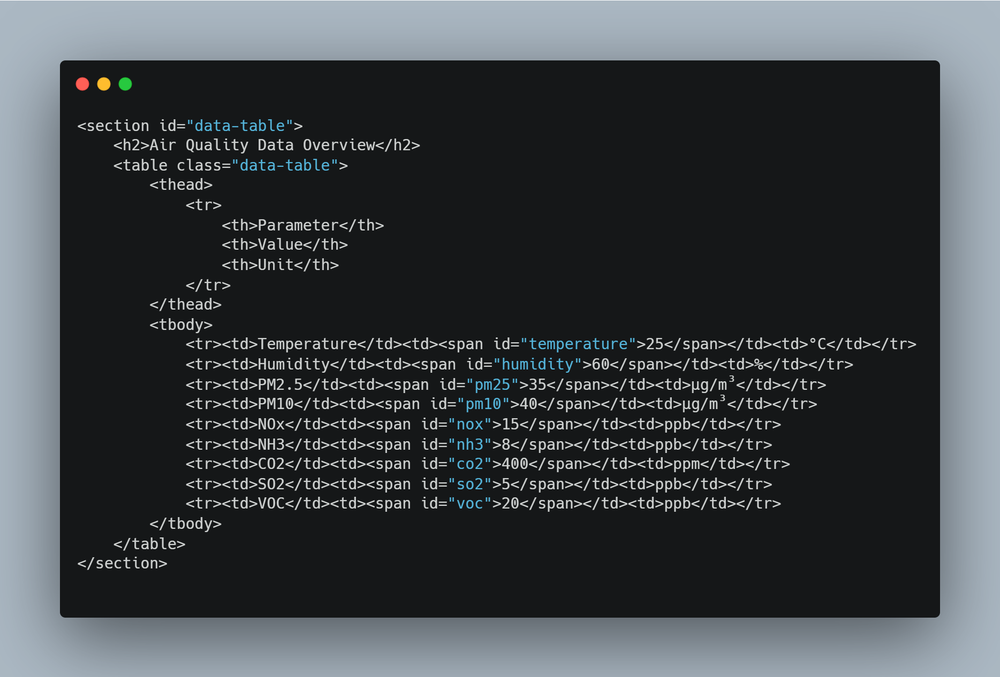 <section id="data-table">
    <h2>Air Quality Data Overview</h2>
    <table class="data-table">
        <thead>
            <tr>
                <th>Parameter</th>
                <th>Value</th>
                <th>Unit</th>
            </tr>
        </thead>
        <tbody>
            <tr><td>Temperature</td><td><span id="temperature">25</span></td><td>°C</td></tr>
            <tr><td>Humidity</td><td><span id="humidity">60</span></td><td>%</td></tr>
            <tr><td>PM2.5</td><td><span id="pm25">35</span></td><td>µg/m³</td></tr>
            <tr><td>PM10</td><td><span id="pm10">40</span></td><td>µg/m³</td></tr>
            <tr><td>NOx</td><td><span id="nox">15</span></td><td>ppb</td></tr>
            <tr><td>NH3</td><td><span id="nh3">8</span></td><td>ppb</td></tr>
            <tr><td>CO2</td><td><span id="co2">400</span></td><td>ppm</td></tr>
            <tr><td>SO2</td><td><span id="so2">5</span></td><td>ppb</td></tr>
            <tr><td>VOC</td><td><span id="voc">20</span></td><td>ppb</td></tr>
        </tbody>
    </table>
</section>